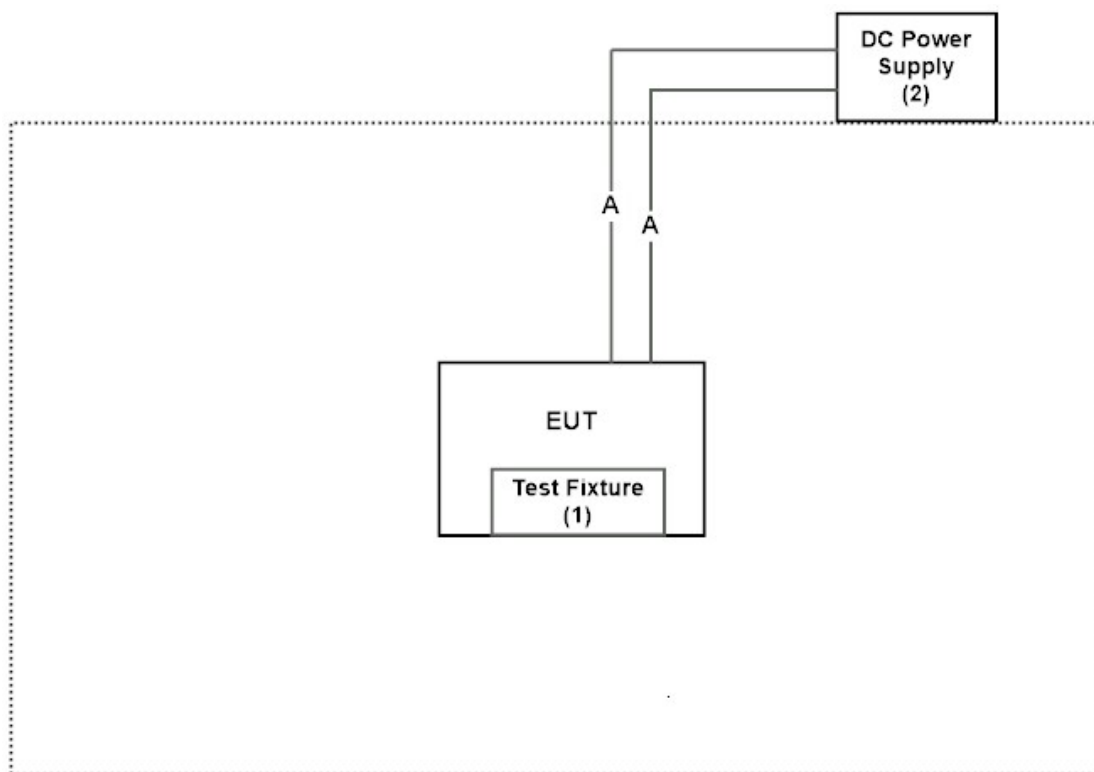 DC Power
Supply
(2)
A
A
EUT
Test Fixture
(1)